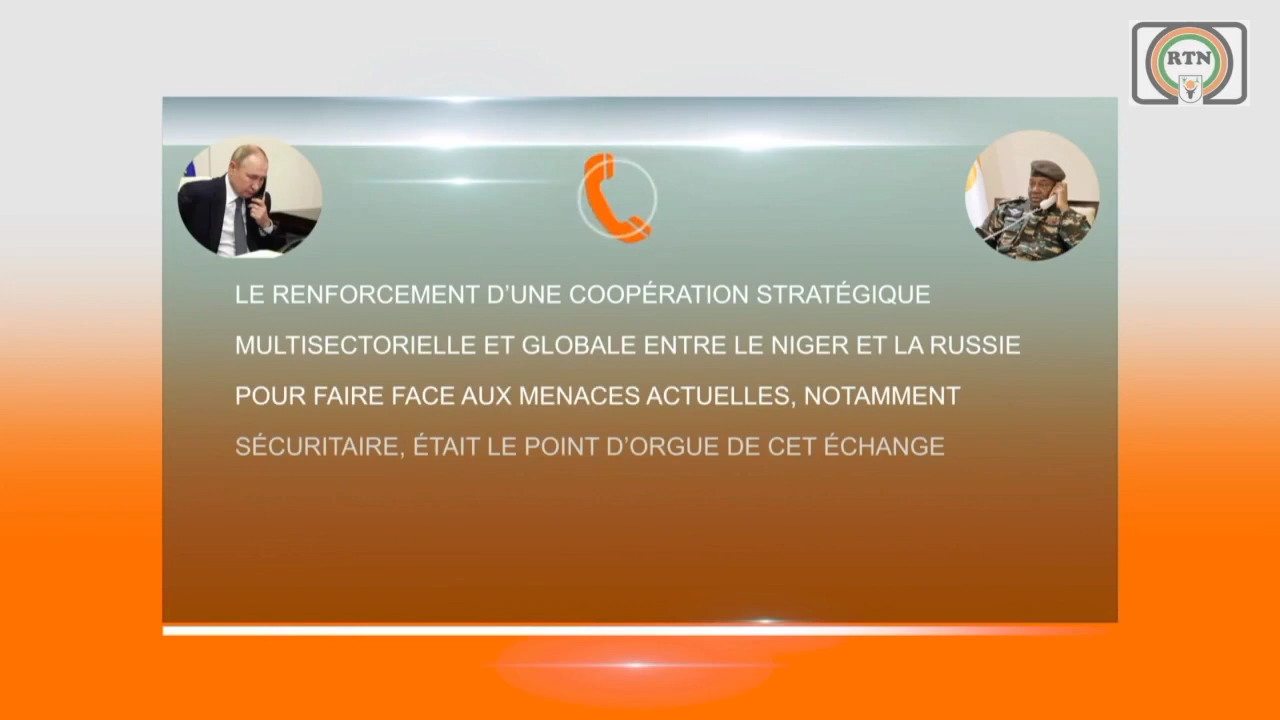 RTN
LE RENFORCEMENT D'UNE COOPÉRATION STRATÉGIQUE
MULTISECTORIELLE ET GLOBALE ENTRE LE NIGER ET LA RUSSIE
POUR FAIRE FACE AUX MENACES ACTUELLES, NOTAMMENT
SÉCURITAIRE, ÉTAIT LE POINT D'ORGUE DE CET ÉCHANGE